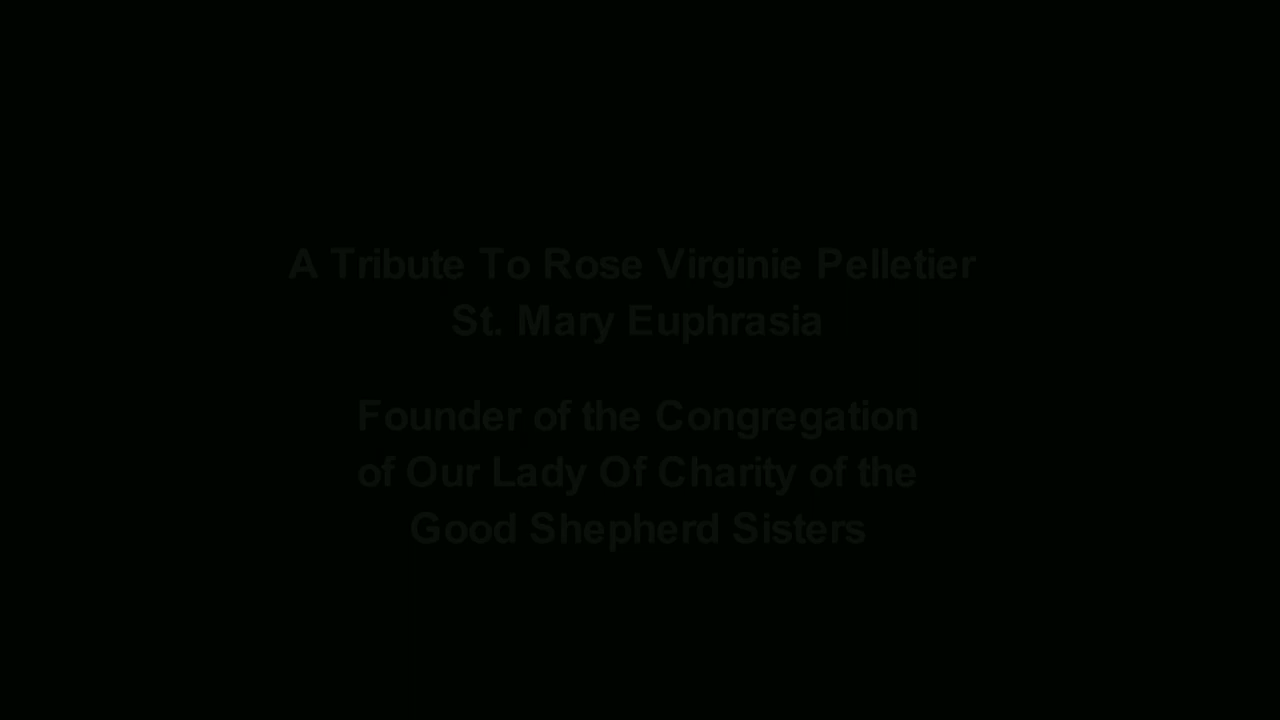 A Tribute To Rose Virginie Pelletier
St. Mary Euphrasia
Founder of the Congregation
of Our Lady Of Charity of the
Good Shepherd Sisters